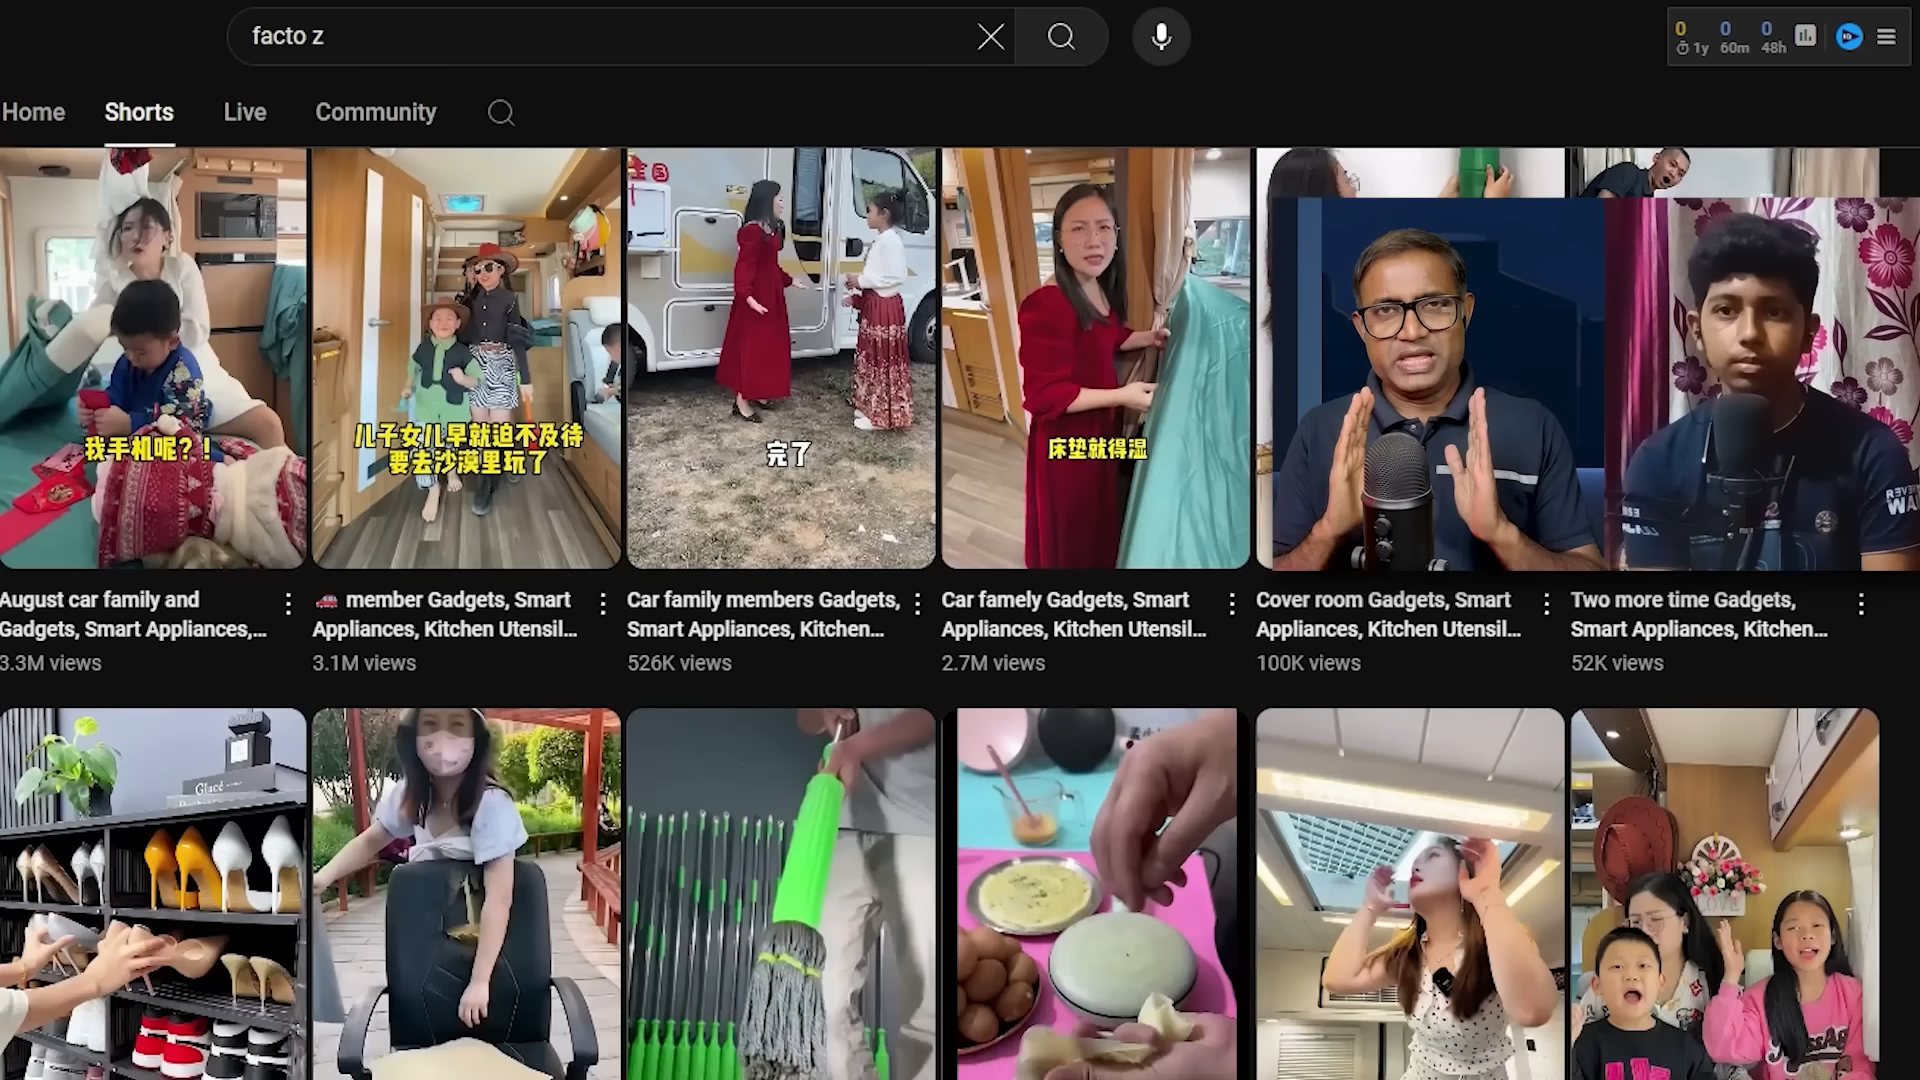 facto z
0 0 0
1y 60m 48h
Home Shorts Live Community
全国
我手机呢？！
儿子女儿早就迫不及待
要去沙漠里玩了
完了
床垫就得湿
August car family and
Gadgets, Smart Appliances,...
3.3M views
member Gadgets, Smart
Appliances, Kitchen Utensil...
3.1M views
Car family members Gadgets,
Smart Appliances, Kitchen...
526K views
Car famely Gadgets, Smart
Appliances, Kitchen Utensil...
2.7M views
Cover room Gadgets, Smart
Appliances, Kitchen Utensil...
100K views
Two more time Gadgets,
Smart Appliances, Kitchen...
52K views
Glacé
LOVE